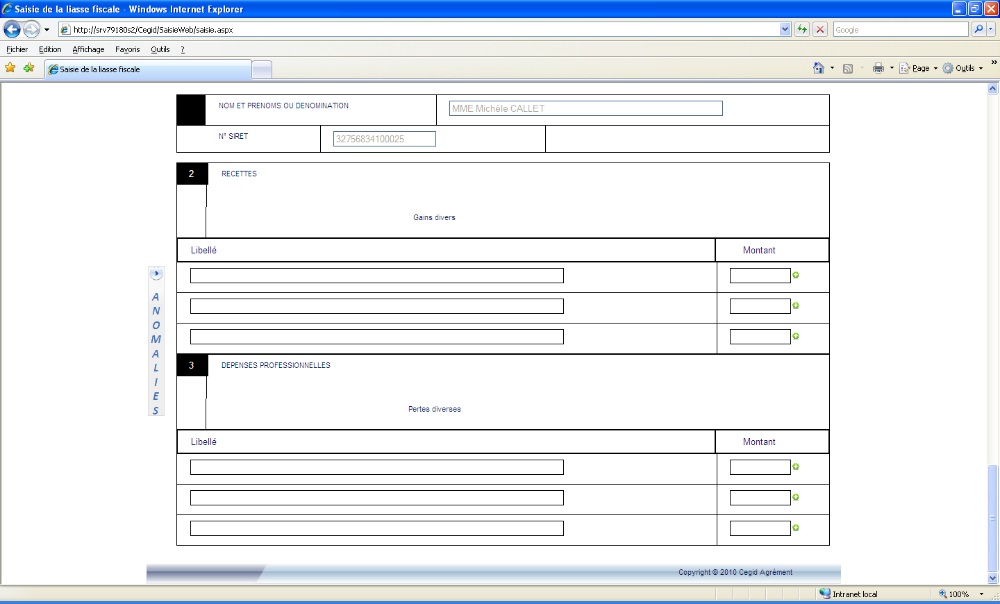 Saisie de la liasse fiscale - Windows Internet Explorer
http://srv79180s2/Cegid/SaisieWeb/saisie.aspx
Google
Fichier Edition Affichage Favoris Outils ?
Saisie de la liasse fiscale
Page Outils »
NOM ET PRENOMS OU DENOMINATION
MME Michèle CALLET
N° SIRET
32756834100025
2 RECETTES
Gains divers
Libellé Montant
ANOMALIES
3 DEPENSES PROFESSIONNELLES
Pertes diverses
Libellé Montant
Copyright © 2010 Cegid Agrément
Intranet local 100%